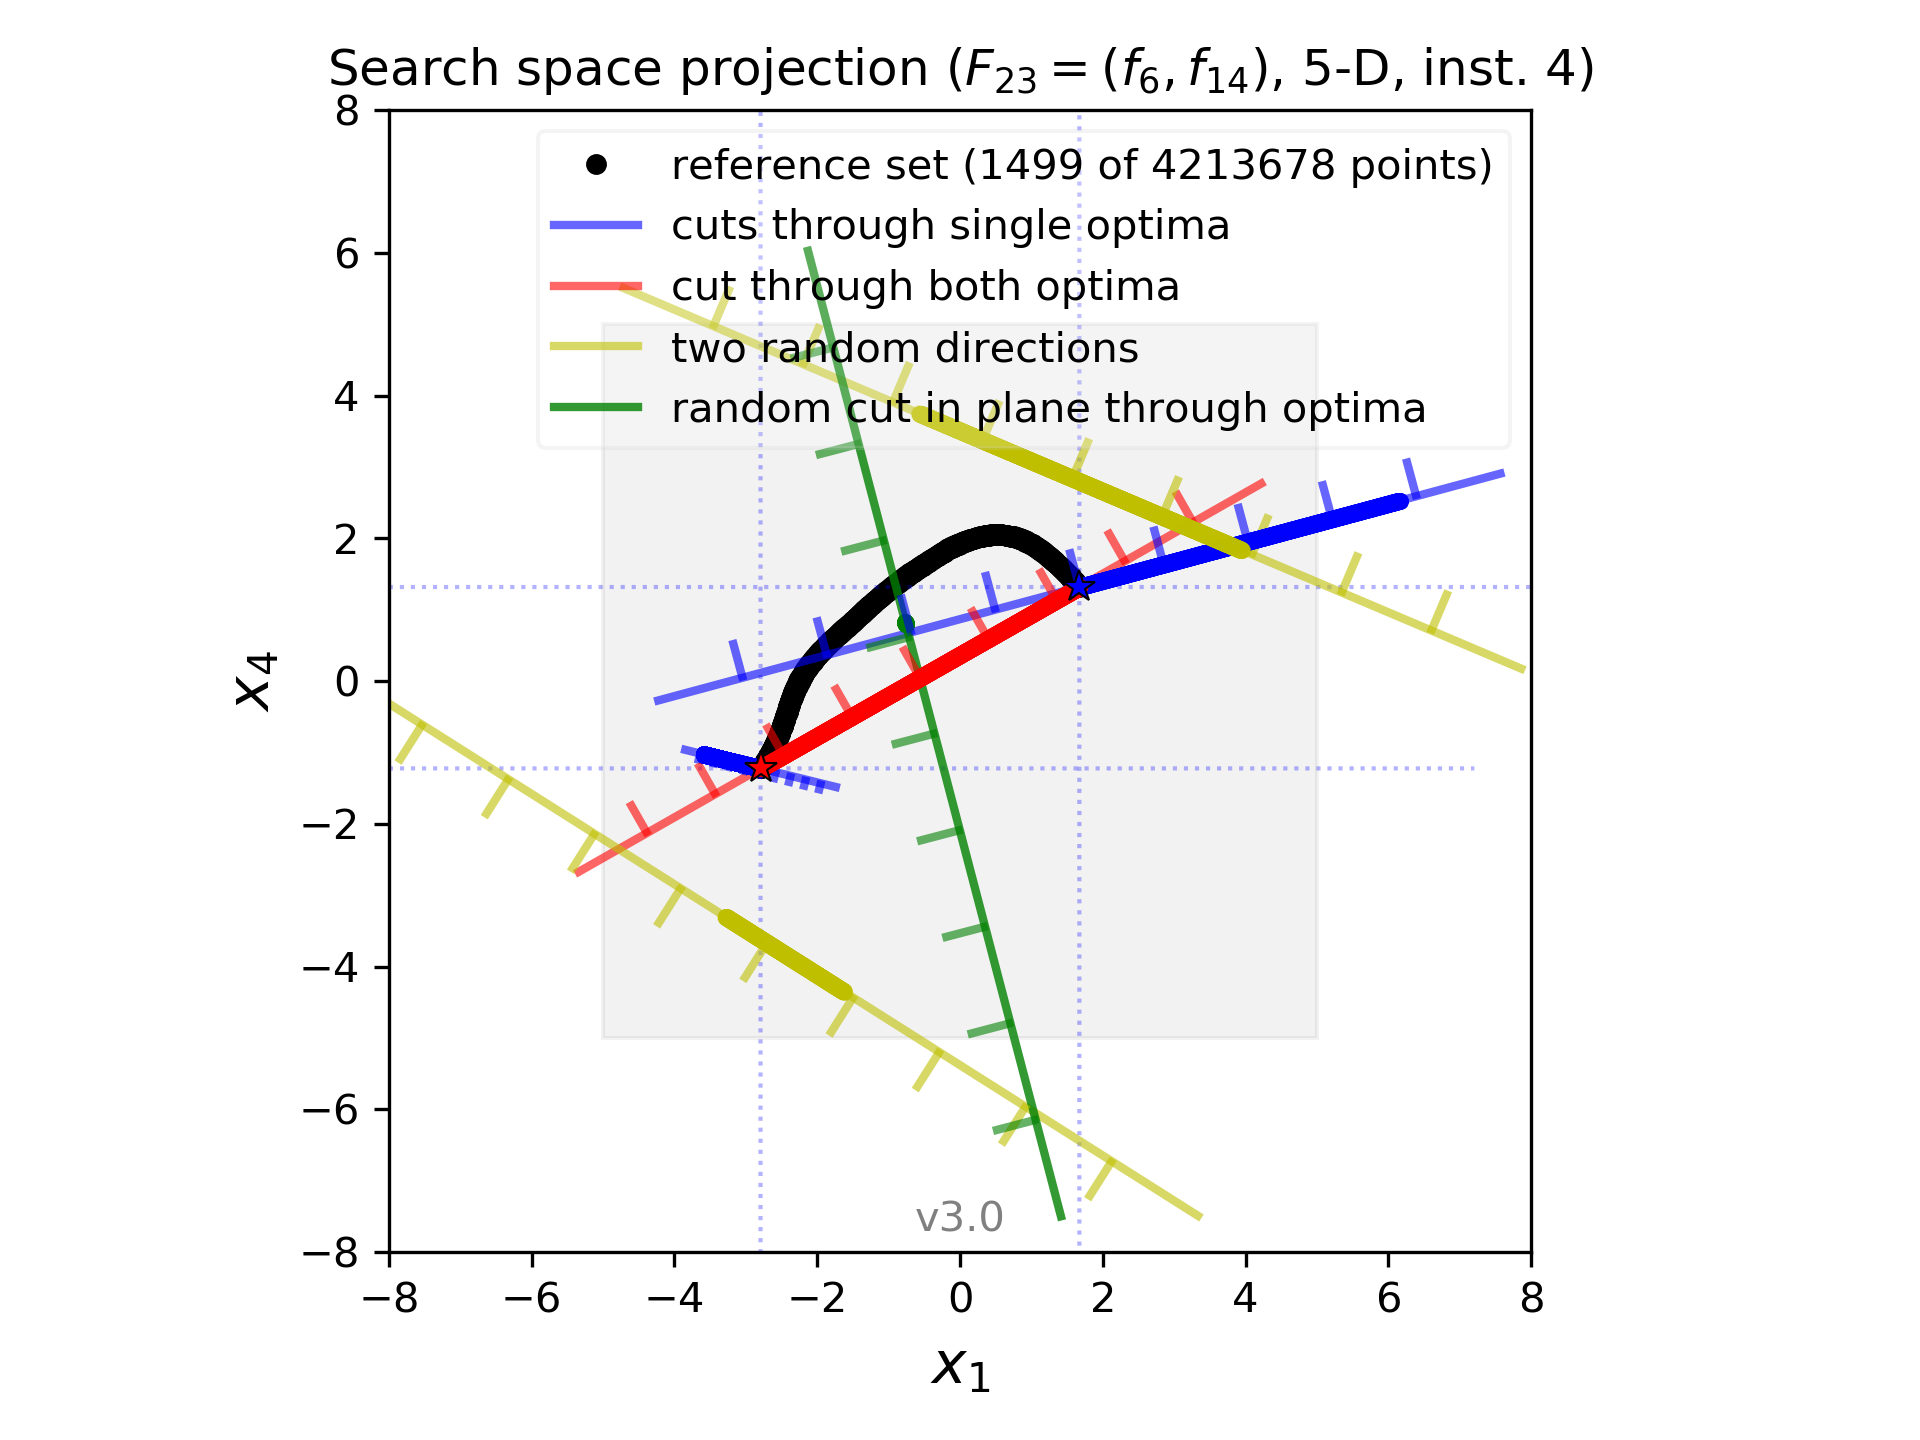 Search space projection (F₂₃ = (f₆, f₁₄), 5-D, inst. 4)
reference set (1499 of 4213678 points)
cuts through single optima
cut through both optima
two random directions
random cut in plane through optima
8
6
4
2
0
−2
−4
−6
−8
x₄
v3.0
−8 −6 −4 −2 0 2 4 6 8
x₁